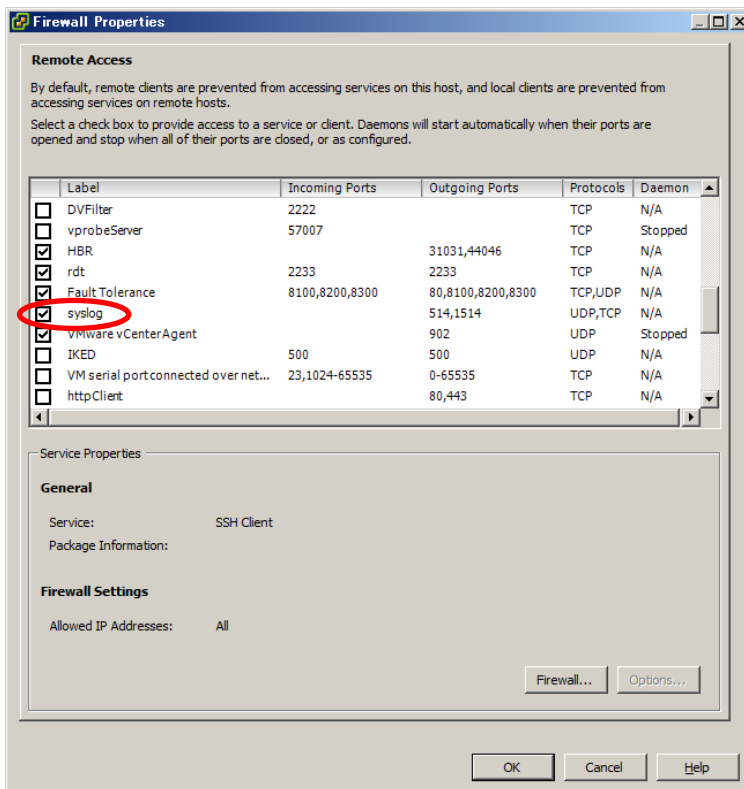 Firewall Properties
Remote Access
By default, remote clients are prevented from accessing services on this host, and local clients are prevented from
accessing services on remote hosts.
Select a check box to provide access to a service or client. Daemons will start automatically when their ports are
opened and stop when all of their ports are closed, or as configured.
Label Incoming Ports Outgoing Ports Protocols Daemon
DVFilter 2222 TCP N/A
vprobeServer 57007 TCP Stopped
HBR 31031,44046 TCP N/A
rdt 2233 2233 TCP N/A
Fault Tolerance 8100,8200,8300 80,8100,8200,8300 TCP,UDP N/A
syslog 514,1514 UDP,TCP N/A
VMware vCenterAgent 902 UDP Stopped
IKED 500 500 UDP N/A
VM serial port connected over net... 23,1024-65535 0-65535 TCP N/A
httpClient 80,443 TCP N/A
Service Properties
General
Service: SSH Client
Package Information:
Firewall Settings
Allowed IP Addresses: All
Firewall... Options...
OK Cancel Help